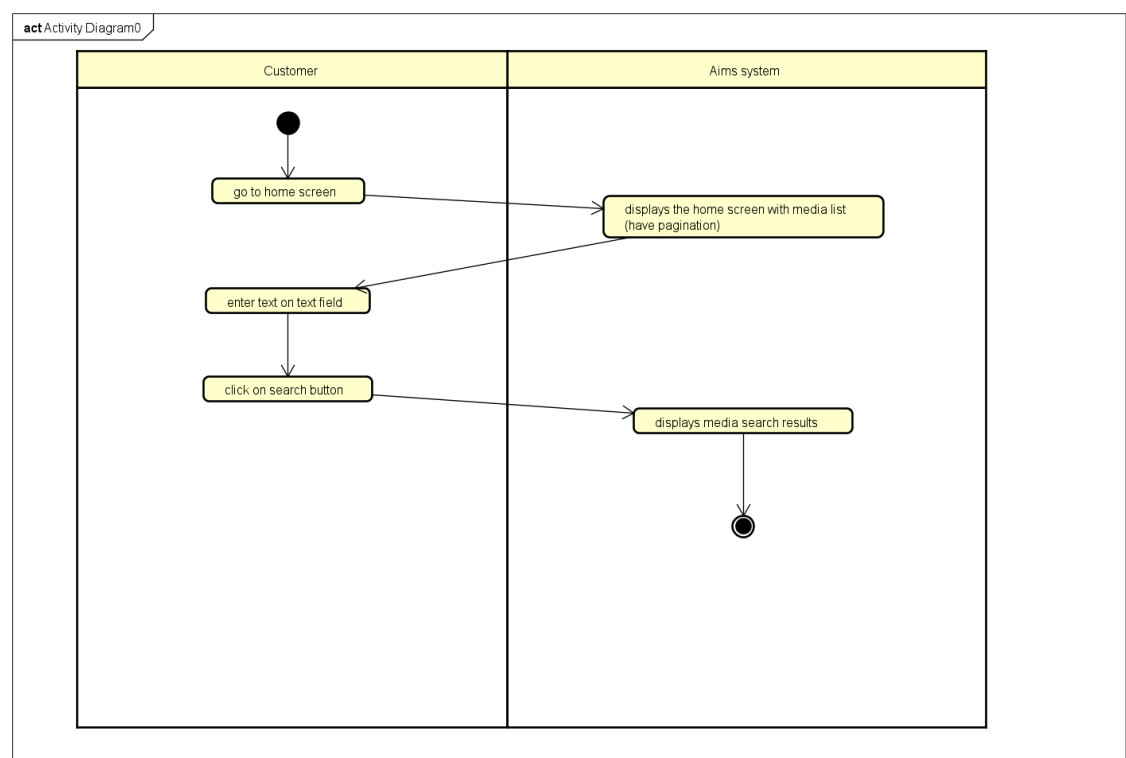 act Activity Diagram0
Customer
Aims system
go to home screen
displays the home screen with media list
(have pagination)
enter text on text field
click on search button
displays media search results